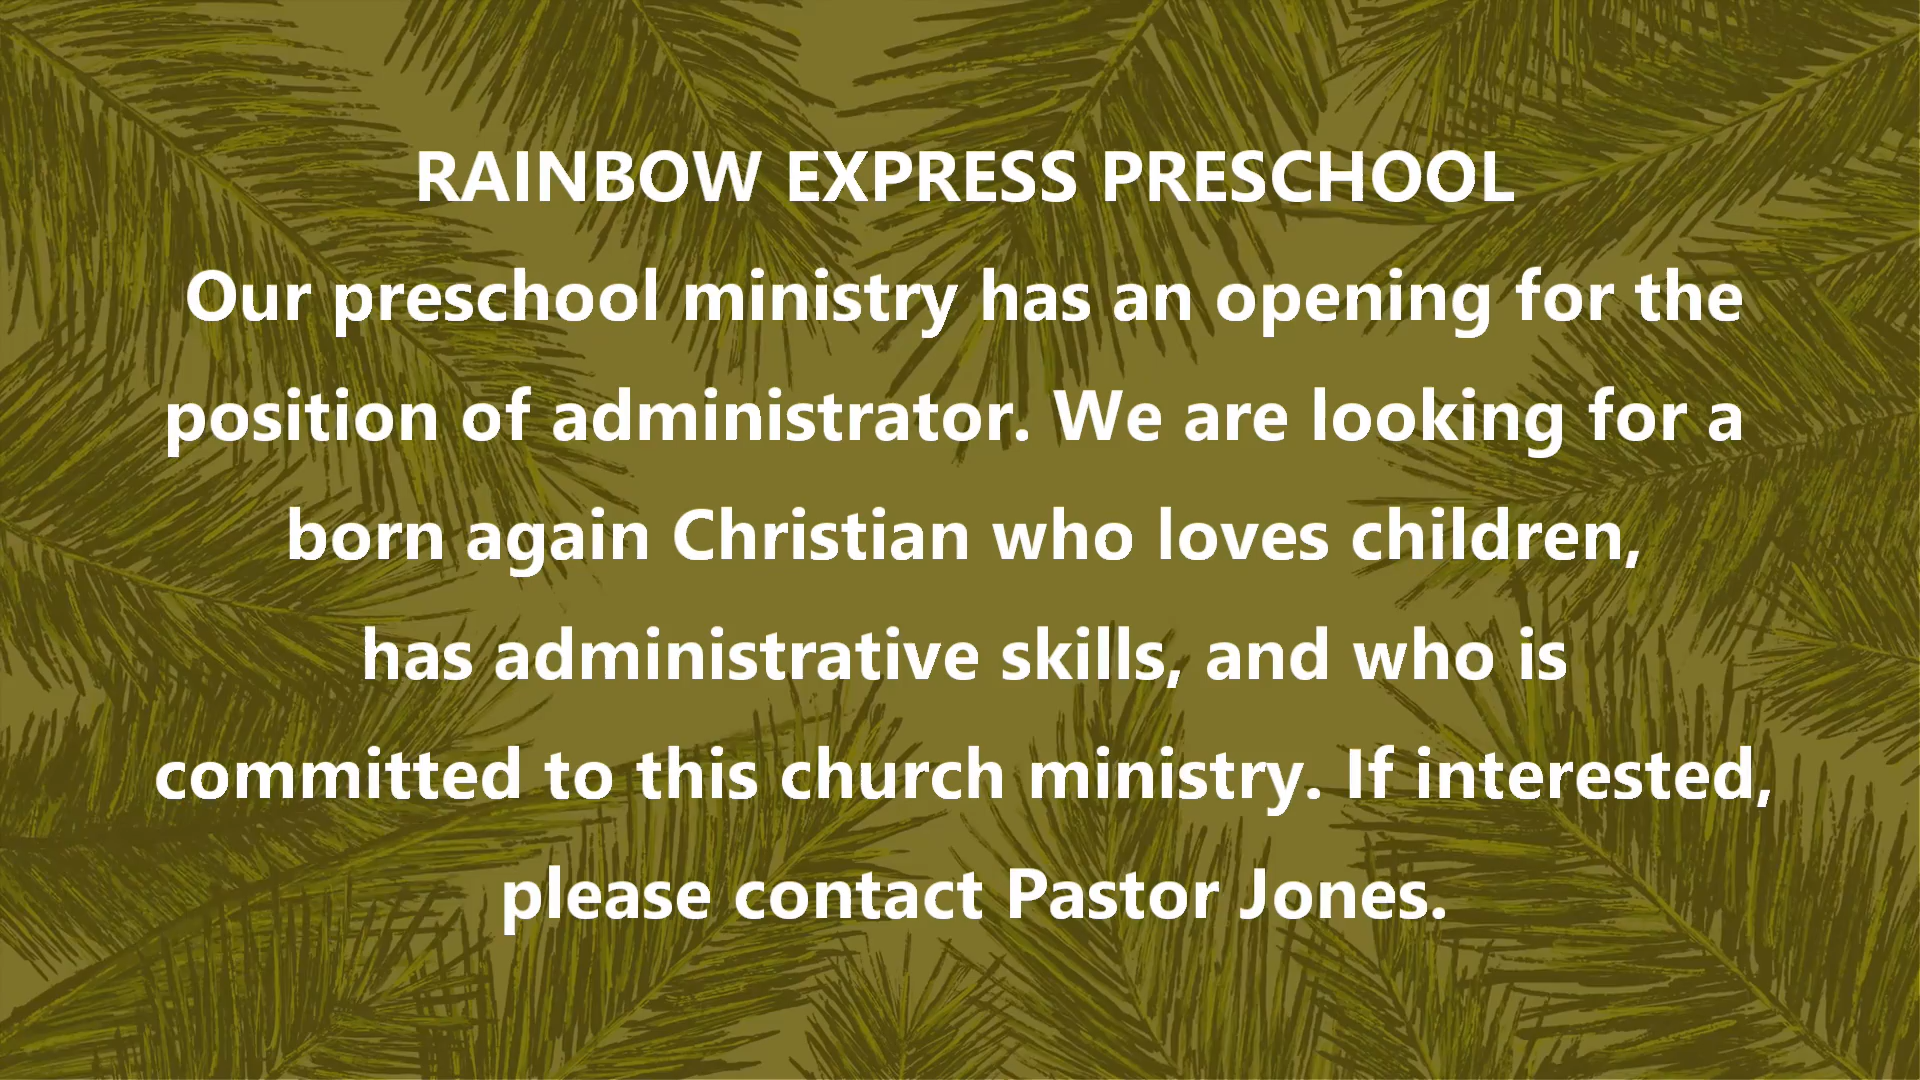 RAINBOW EXPRESS PRESCHOOL
Our preschool ministry has an opening for the
position of administrator. We are looking for a
born again Christian who loves children,
has administrative skills, and who is
committed to this church ministry. If interested,
please contact Pastor Jones.